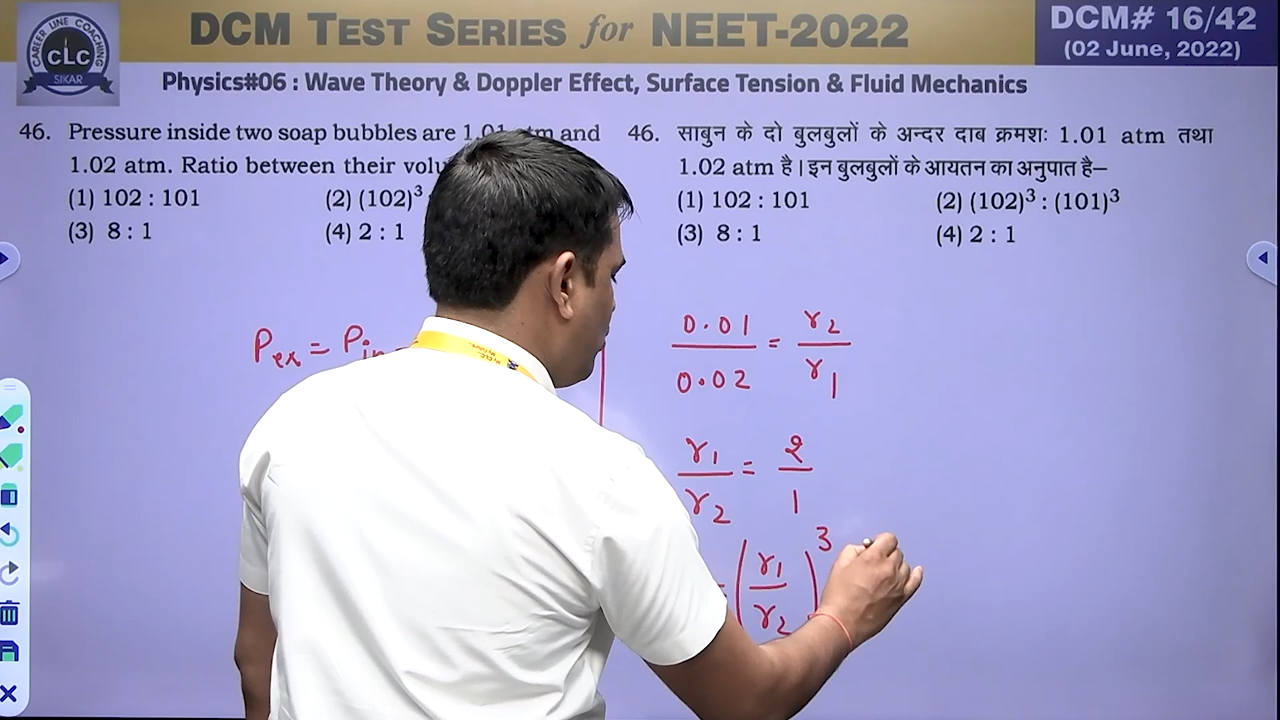 DCM TEST SERIES for NEET-2022
DCM# 16/42
(02 June, 2022)
CAREER LINE COACHING
CLC
SIKAR
Physics#06 : Wave Theory & Doppler Effect, Surface Tension & Fluid Mechanics
46. Pressure inside two soap bubbles are 1.01 atm and
1.02 atm. Ratio between their
(1) 102 : 101 (2) (102)³
(3) 8 : 1 (4) 2 : 1
46. साबुन के दो बुलबुलों के अन्दर दाब क्रमशः 1.01 atm तथा
1.02 atm है। इन बुलबुलों के आयतन का अनुपात है–
(1) 102 : 101 (2) (102)³ : (101)³
(3) 8 : 1 (4) 2 : 1
P_ex = P_in
0.01/0.02 = r₂/r₁
r₁/r₂ = 2/1
= (r₁/r₂)³